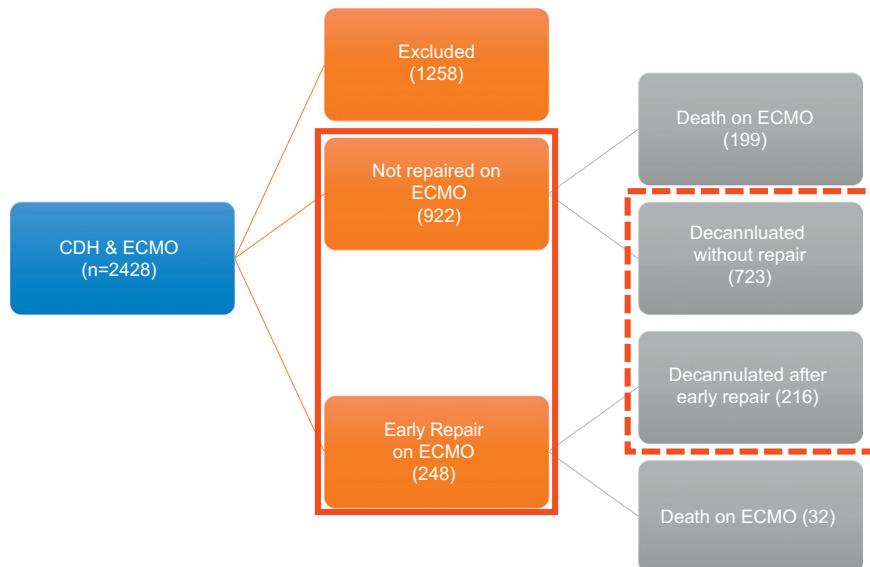 CDH & ECMO
(n=2428)
Excluded
(1258)
Not repaired on
ECMO
(922)
Early Repair
on ECMO
(248)
Death on ECMO
(199)
Decannluated
without repair
(723)
Decannulated after
early repair (216)
Death on ECMO (32)